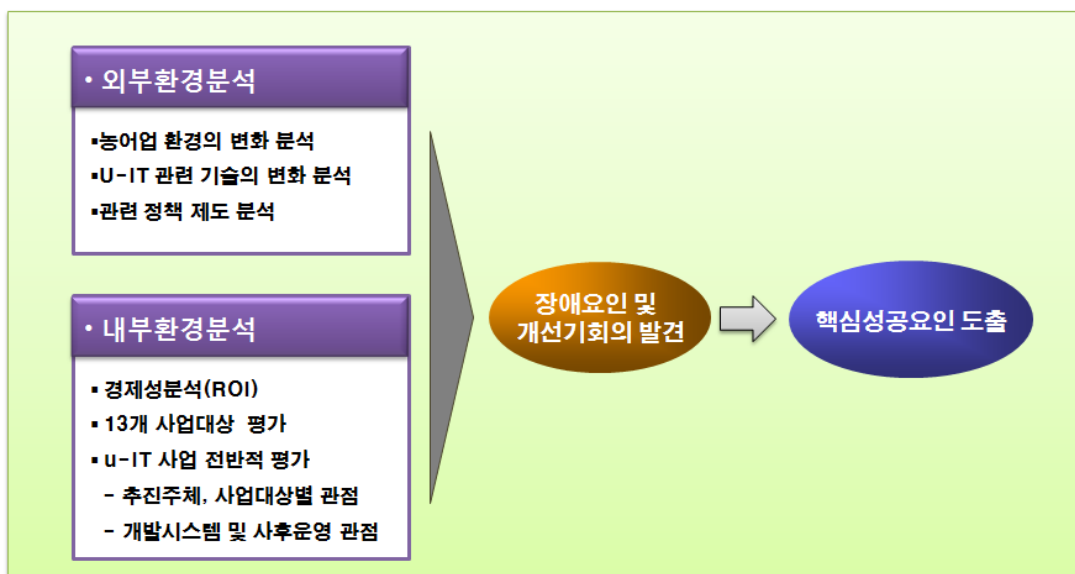 • 외부환경분석
▪농어업 환경의 변화 분석
▪U-IT 관련 기술의 변화 분석
▪관련 정책 제도 분석
• 내부환경분석
▪ 경제성분석(ROI)
▪ 13개 사업대상 평가
▪ u-IT 사업 전반적 평가
- 추진주체, 사업대상별 관점
- 개발시스템 및 사후운영 관점
장애요인 및
개선기회의 발견
핵심성공요인 도출